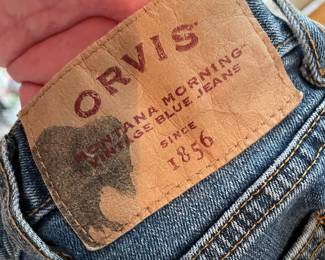 ORVIS
MONTANA MORNING
VINTAGE BLUE JEANS
SINCE
1856